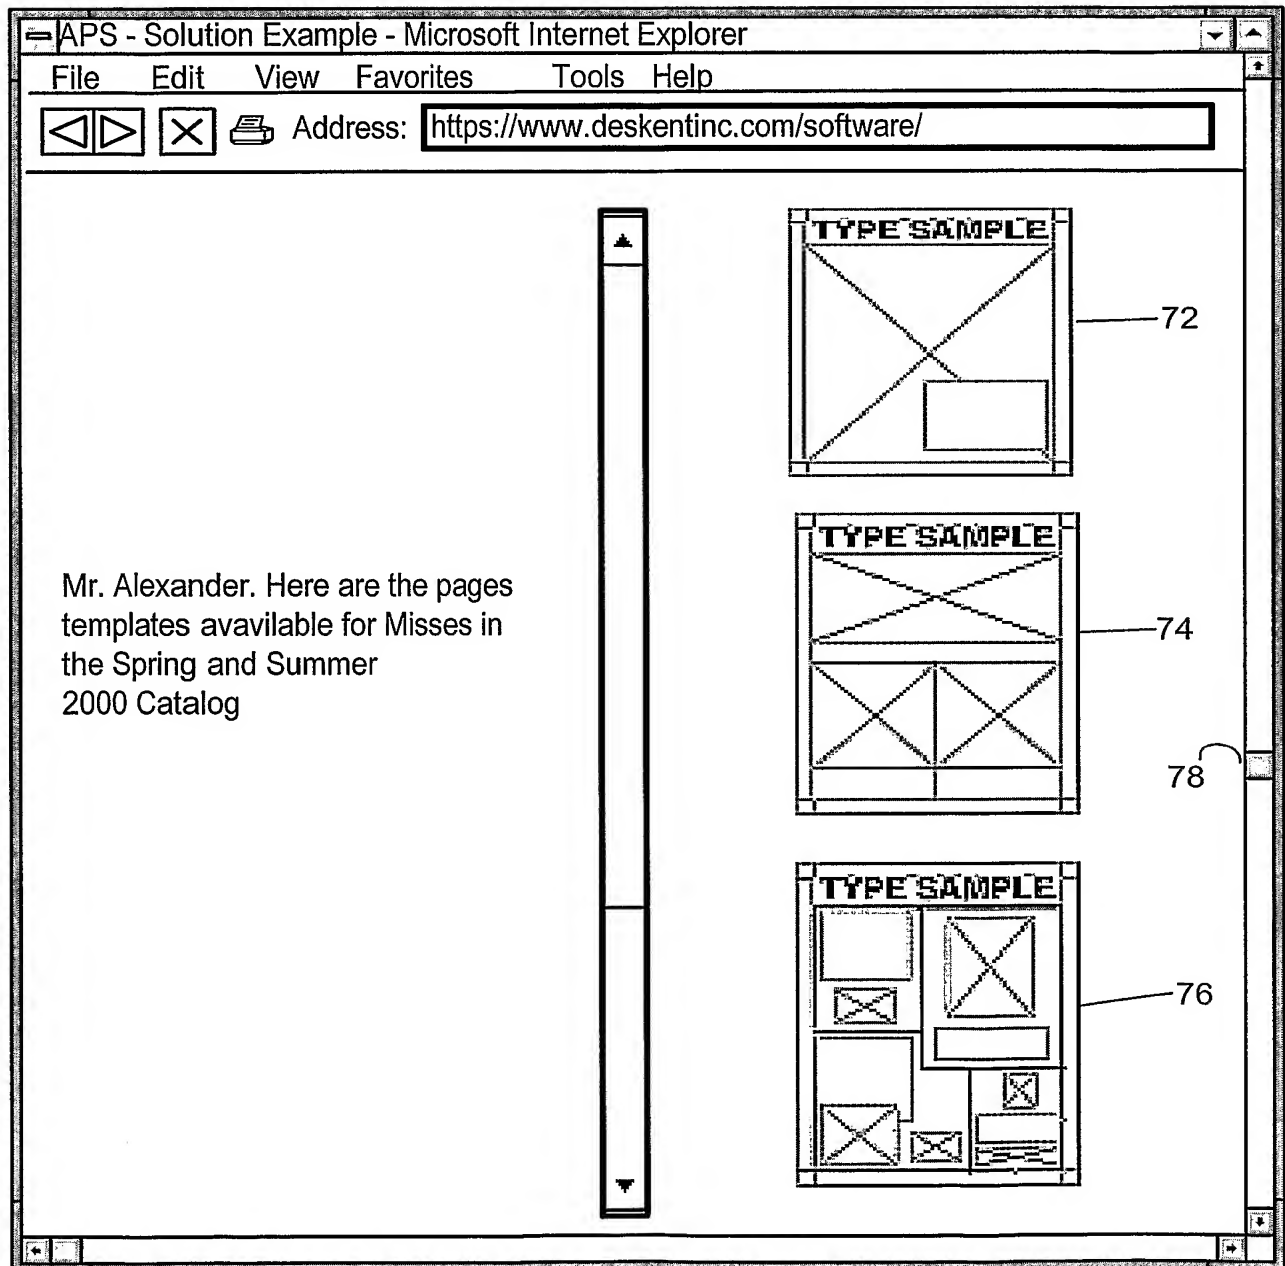 APS - Solution Example - Microsoft Internet Explorer
File Edit View Favorites Tools Help
Address: https://www.deskentinc.com/software/
TYPE SAMPLE
72
TYPE SAMPLE
Mr. Alexander. Here are the pages
templates avavilable for Misses in
the Spring and Summer
2000 Catalog
74
78
TYPE SAMPLE
76